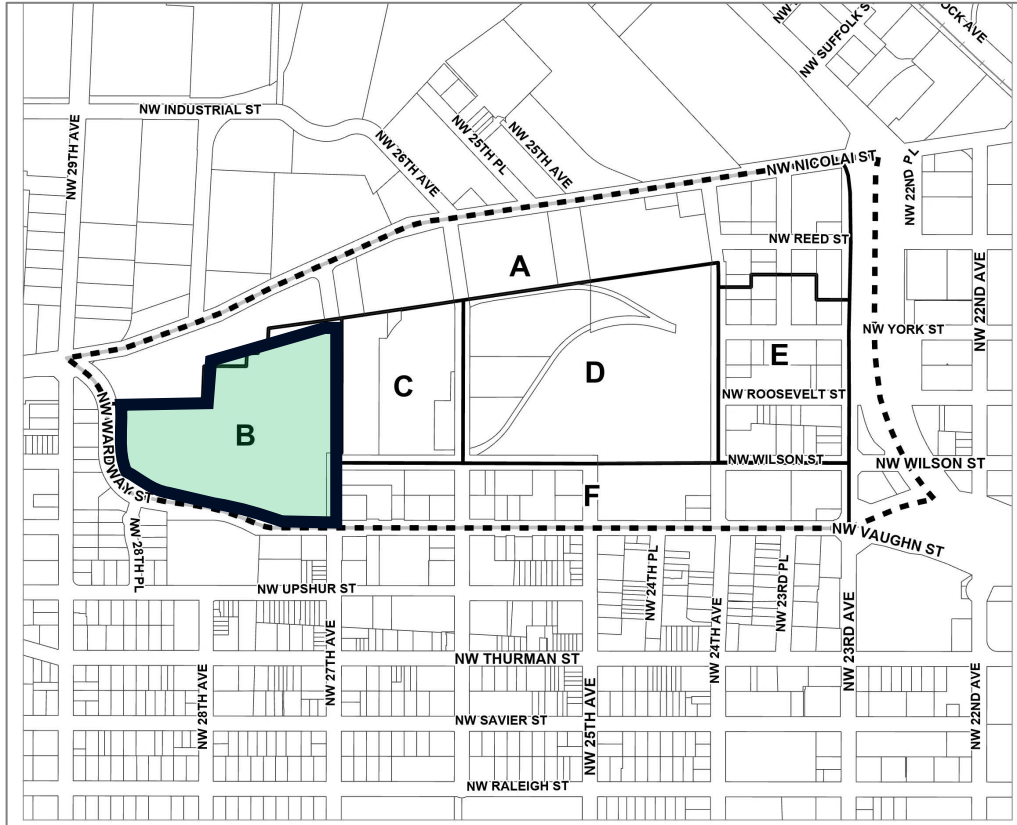 NW SUFFOLK S
OCK AVE
NW INDUSTRIAL ST
NW 29TH AVE
NW 26TH AVE
NW 25TH PL
NW 25TH AVE
NW NICOLAI ST
NW 22ND PL
NW REED ST
A
NW 22ND AVE
NW YORK ST
E
D
C
NW ROOSEVELT ST
NW WARDWAY ST
B
NW WILSON ST
NW WILSON ST
F
NW VAUGHN ST
NW 28TH PL
NW UPSHUR ST
NW 24TH PL
NW 23RD PL
NW 27TH AVE
NW 24TH AVE
NW 23RD AVE
NW THURMAN ST
NW 28TH AVE
NW 25TH AVE
NW 22ND AVE
NW SAVIER ST
NW RALEIGH ST